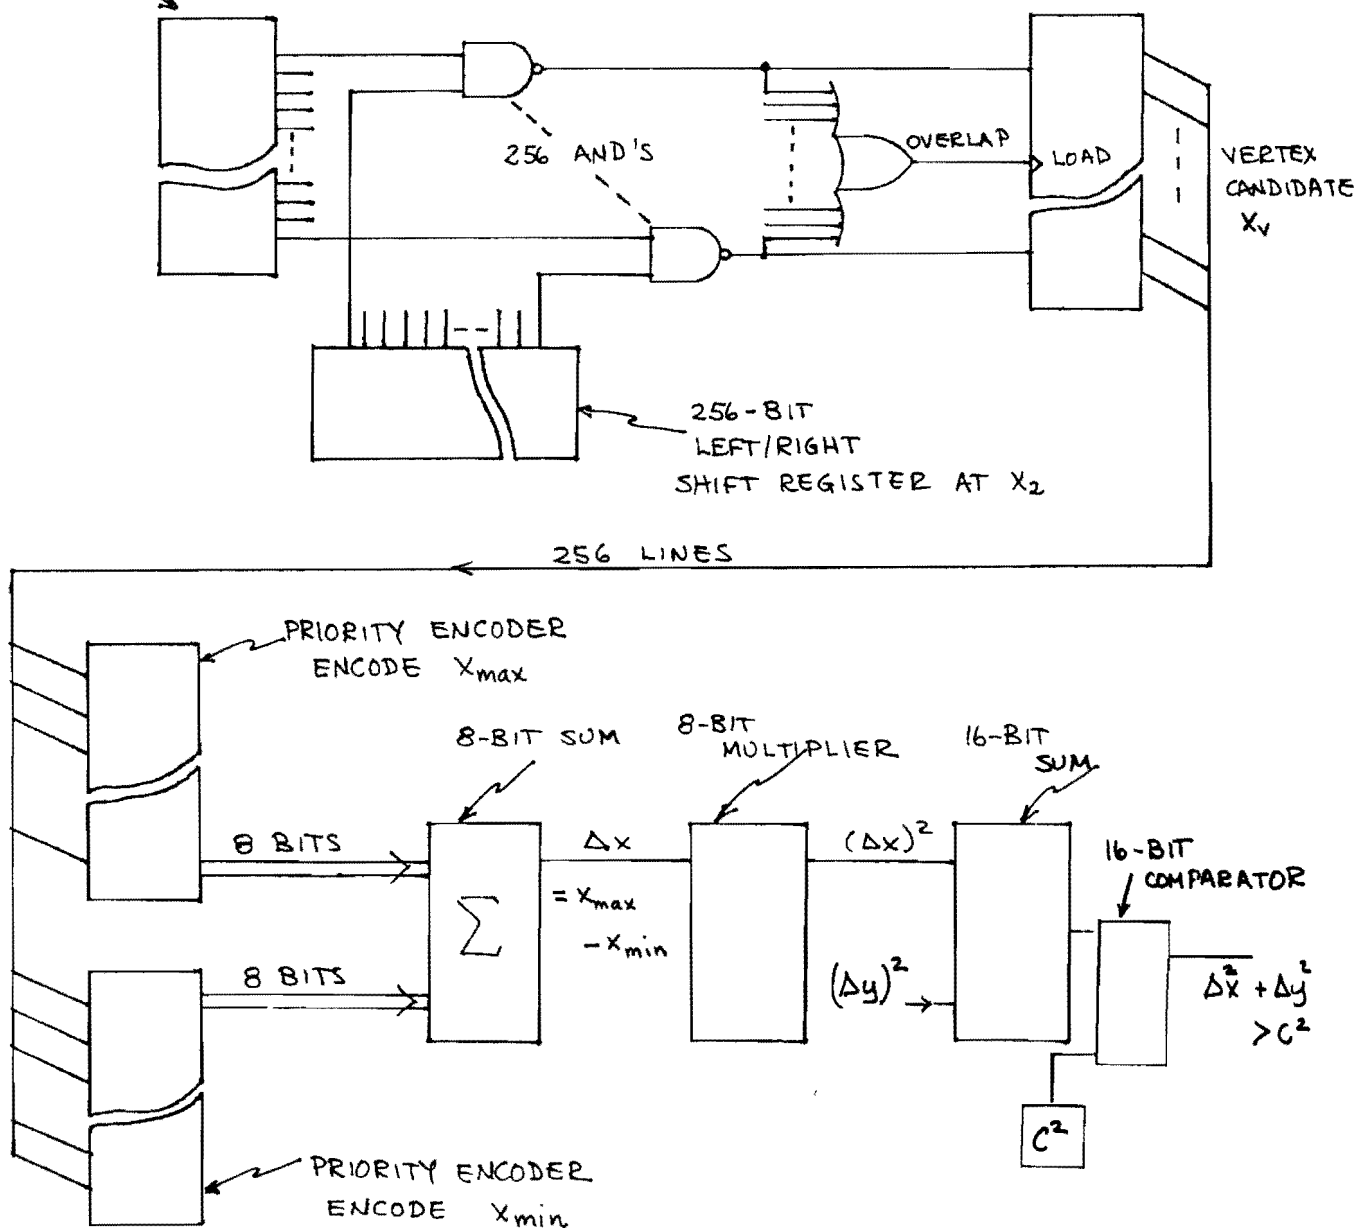 256 AND'S
OVERLAP
LOAD
VERTEX
CANDIDATE
Xv
256-BIT
LEFT/RIGHT
SHIFT REGISTER AT X2
256 LINES
PRIORITY ENCODER
ENCODE Xmax
8-BIT SUM
8-BIT
MULTIPLIER
16-BIT
SUM
8 BITS
Σ
Δx
= xmax
-xmin
(Δx)²
(Δy)²
16-BIT
COMPARATOR
Δx² + Δy²
> C²
C²
8 BITS
PRIORITY ENCODER
ENCODE Xmin